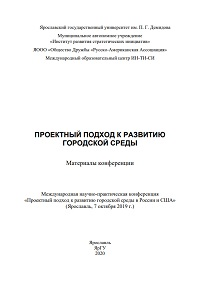 Ярославский государственный университет им. П. Г. Демидова
Муниципальное автономное учреждение
«Институт развития стратегических инициатив»
ЯООО «Общество Дружбы «Русско-Американская Ассоциация»
Международный образовательный центр ИН-ТИ-СИ
ПРОЕКТНЫЙ ПОДХОД К РАЗВИТИЮ
ГОРОДСКОЙ СРЕДЫ
Материалы конференции
Международная научно-практическая конференция
«Проектный подход к развитию городской среды в России и США»
(Ярославль, 7 октября 2019 г.)
Ярославль
ЯрГУ
2020